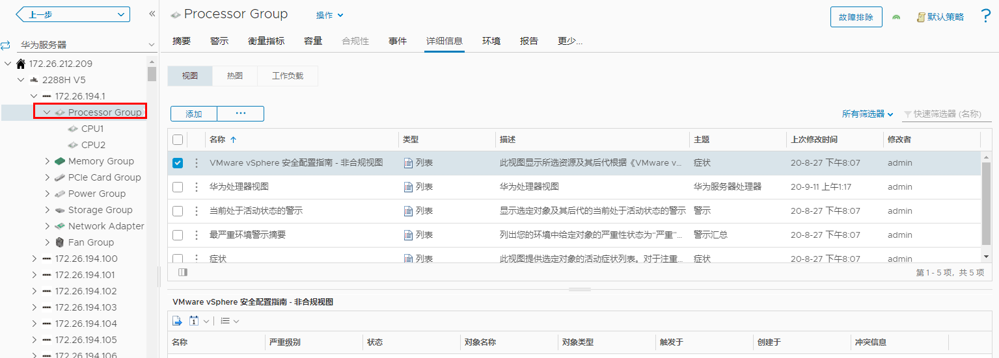 上一步
华为服务器
172.26.212.209
2288H V5
172.26.194.1
Processor Group
CPU1
CPU2
Memory Group
PCIe Card Group
Power Group
Storage Group
Network Adapter
Fan Group
172.26.194.100
172.26.194.101
172.26.194.102
172.26.194.103
172.26.194.104
172.26.194.105
172.26.194.106
Processor Group 操作 故障排除 默认策略 ?
摘要 警示 衡量指标 容量 合规性 事件 详细信息 环境 报告 更少...
视图 热图 工作负载
添加 ... 所有筛选器 快速筛选器 (名称)
名称 类型 描述 主题 上次修改时间 修改者
VMware vSphere 安全配置指南 - 非合规视图 列表 此视图显示所选资源及其后代根据《VMware v... 症状 20-8-27 下午8:07 admin
华为处理器视图 列表 华为处理器视图 华为服务器处理器 20-9-11 上午1:17 admin
当前处于活动状态的警示 列表 显示选定对象及其后代的当前处于活动状态的警示 警示 20-8-27 下午8:07 admin
最严重环境警示摘要 列表 列出您的环境中给定对象的严重性状态为“严重”... 警示汇总 20-8-27 下午8:07 admin
症状 列表 此视图提供选定对象的活动症状列表。对于注重... 症状 20-8-27 下午8:07 admin
第 1 - 5 项，共 5 项
VMware vSphere 安全配置指南 - 非合规视图
1
名称 严重级别 状态 对象名称 对象类型 触发于 创建于 冲突信息